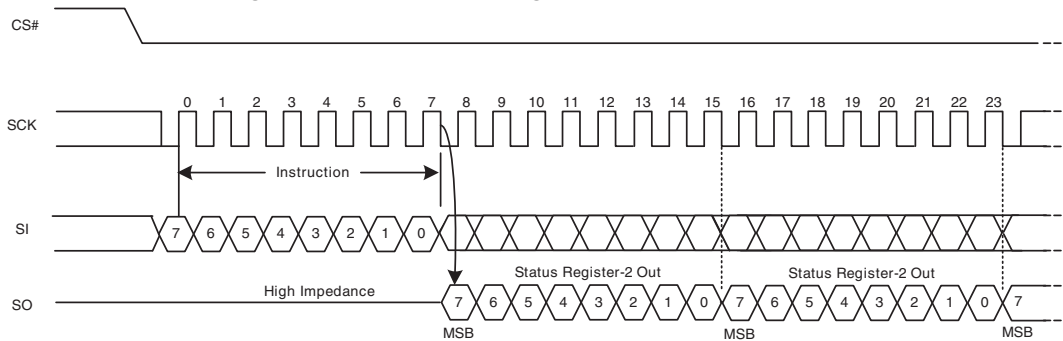 CS#
0 1 2 3 4 5 6 7 8 9 10 11 12 13 14 15 16 17 18 19 20 21 22 23
SCK
Instruction
SI
7 6 5 4 3 2 1 0
Status Register-2 Out Status Register-2 Out
High Impedance
SO
7 6 5 4 3 2 1 0 7 6 5 4 3 2 1 0 7
MSB MSB MSB